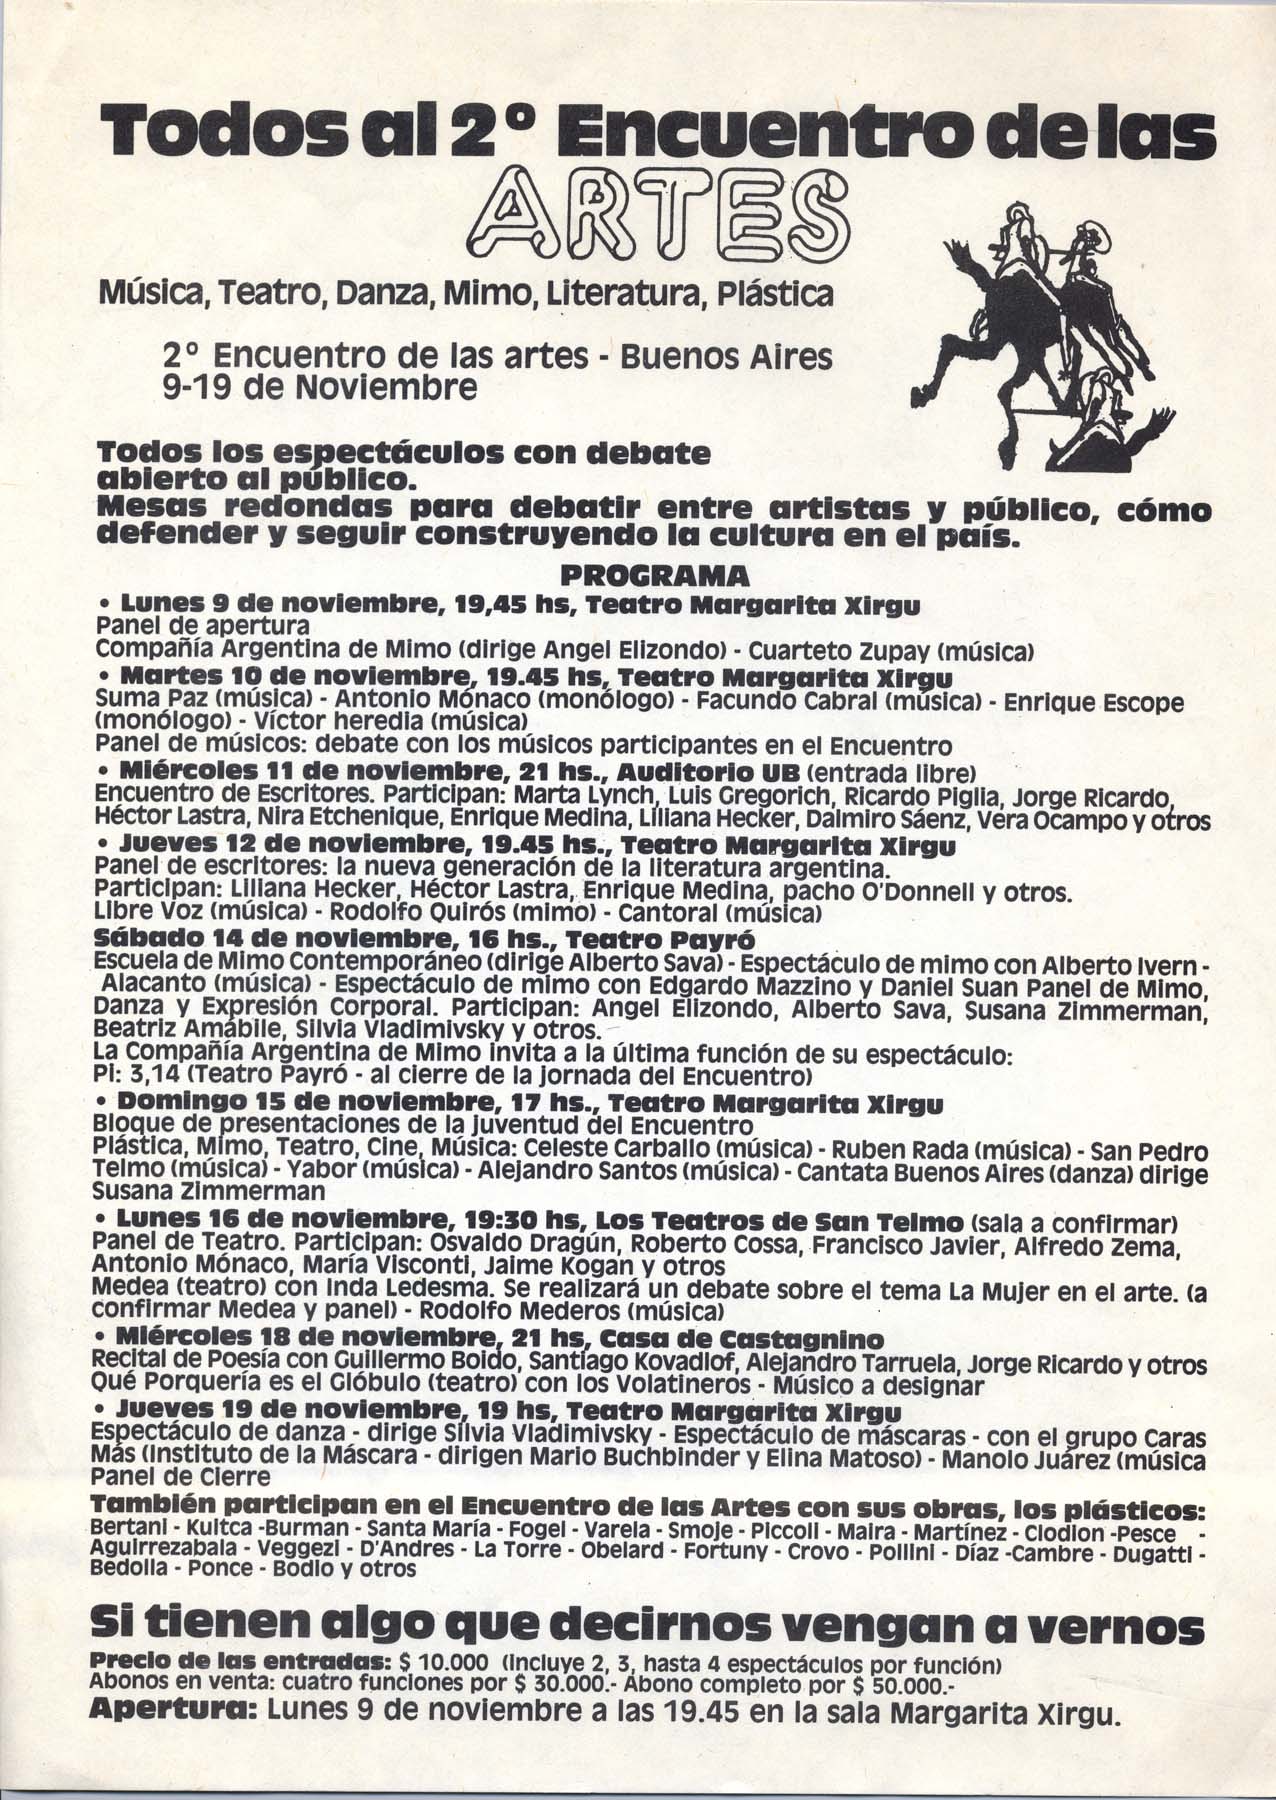 Todos al 2° Encuentro de las
ARTES
Música, Teatro, Danza, Mimo, Literatura, Plástica
2° Encuentro de las artes - Buenos Aires
9-19 de Noviembre
Todos los espectáculos con debate
abierto al público.
Mesas redondas para debatir entre artistas y público, cómo
defender y seguir construyendo la cultura en el país.
PROGRAMA
• Lunes 9 de noviembre, 19,45 hs, Teatro Margarita Xirgu
Panel de apertura
Compañía Argentina de Mimo (dirige Angel Elizondo) - Cuarteto Zupay (música)
• Martes 10 de noviembre, 19.45 hs, Teatro Margarita Xirgu
Suma Paz (música) - Antonio Mónaco (monólogo) - Facundo Cabral (música) - Enrique Escope
(monólogo) - Víctor heredia (música)
Panel de músicos: debate con los músicos participantes en el Encuentro
• Miércoles 11 de noviembre, 21 hs., Auditorio UB (entrada libre)
Encuentro de Escritores. Participan: Marta Lynch, Luis Gregorich, Ricardo Piglia, Jorge Ricardo,
Héctor Lastra, Nira Etchenique, Enrique Medina, Liliana Hecker, Dalmiro Sáenz, Vera Ocampo y otros
• Jueves 12 de noviembre, 19.45 hs., Teatro Margarita Xirgu
Panel de escritores: la nueva generación de la literatura argentina.
Participan: Liliana Hecker, Héctor Lastra, Enrique Medina, pacho O'Donnell y otros.
Libre Voz (música) - Rodolfo Quirós (mimo) - Cantoral (música)
Sábado 14 de noviembre, 16 hs., Teatro Payró
Escuela de Mimo Contemporáneo (dirige Alberto Sava) - Espectáculo de mimo con Alberto Ivern -
Alacanto (música) - Espectáculo de mimo con Edgardo Mazzino y Daniel Suan Panel de Mimo,
Danza y Expresión Corporal. Participan: Angel Elizondo, Alberto Sava, Susana Zimmerman,
Beatriz Amábile, Silvia Vladimivsky y otros.
La Compañía Argentina de Mimo invita a la última función de su espectáculo:
Pi: 3,14 (Teatro Payró - al cierre de la jornada del Encuentro)
• Domingo 15 de noviembre, 17 hs., Teatro Margarita Xirgu
Bloque de presentaciones de la juventud del Encuentro
Plástica, Mimo, Teatro, Cine, Música: Celeste Carballo (música) - Ruben Rada (música) - San Pedro
Telmo (música) - Yabor (música) - Alejandro Santos (música) - Cantata Buenos Aires (danza) dirige
Susana Zimmerman
• Lunes 16 de noviembre, 19:30 hs, Los Teatros de San Telmo (sala a confirmar)
Panel de Teatro. Participan: Osvaldo Dragún, Roberto Cossa, Francisco Javier, Alfredo Zema,
Antonio Mónaco, María Visconti, Jaime Kogan y otros
Medea (teatro) con Inda Ledesma. Se realizará un debate sobre el tema La Mujer en el arte. (a
confirmar Medea y panel) - Rodolfo Mederos (música)
• Miércoles 18 de noviembre, 21 hs, Casa de Castagnino
Recital de Poesía con Guillermo Boido, Santiago Kovadlof, Alejandro Tarruela, Jorge Ricardo y otros
Qué Porquería es el Glóbulo (teatro) con los Volatineros - Músico a designar
• Jueves 19 de noviembre, 19 hs, Teatro Margarita Xirgu
Espectáculo de danza - dirige Silvia Vladimivsky - Espectáculo de máscaras - con el grupo Caras
Más (Instituto de la Máscara - dirigen Mario Buchbinder y Elina Matoso) - Manolo Juárez (música
Panel de Cierre
También participan en el Encuentro de las Artes con sus obras, los plásticos:
Bertani - Kuitca -Burman - Santa María - Fogel - Varela - Smoje - Piccoli - Maira - Martínez - Clodion -Pesce -
Aguirrezabala - Veggezi - D'Andres - La Torre - Obelard - Fortuny - Crovo - Pollini - Díaz -Cambre - Dugatti -
Bedolla - Ponce - Bodio y otros
Si tienen algo que decirnos vengan a vernos
Precio de las entradas: $ 10.000 (Incluye 2, 3, hasta 4 espectáculos por función)
Abonos en venta: cuatro funciones por $ 30.000.- Abono completo por $ 50.000.-
Apertura: Lunes 9 de noviembre a las 19.45 en la sala Margarita Xirgu.